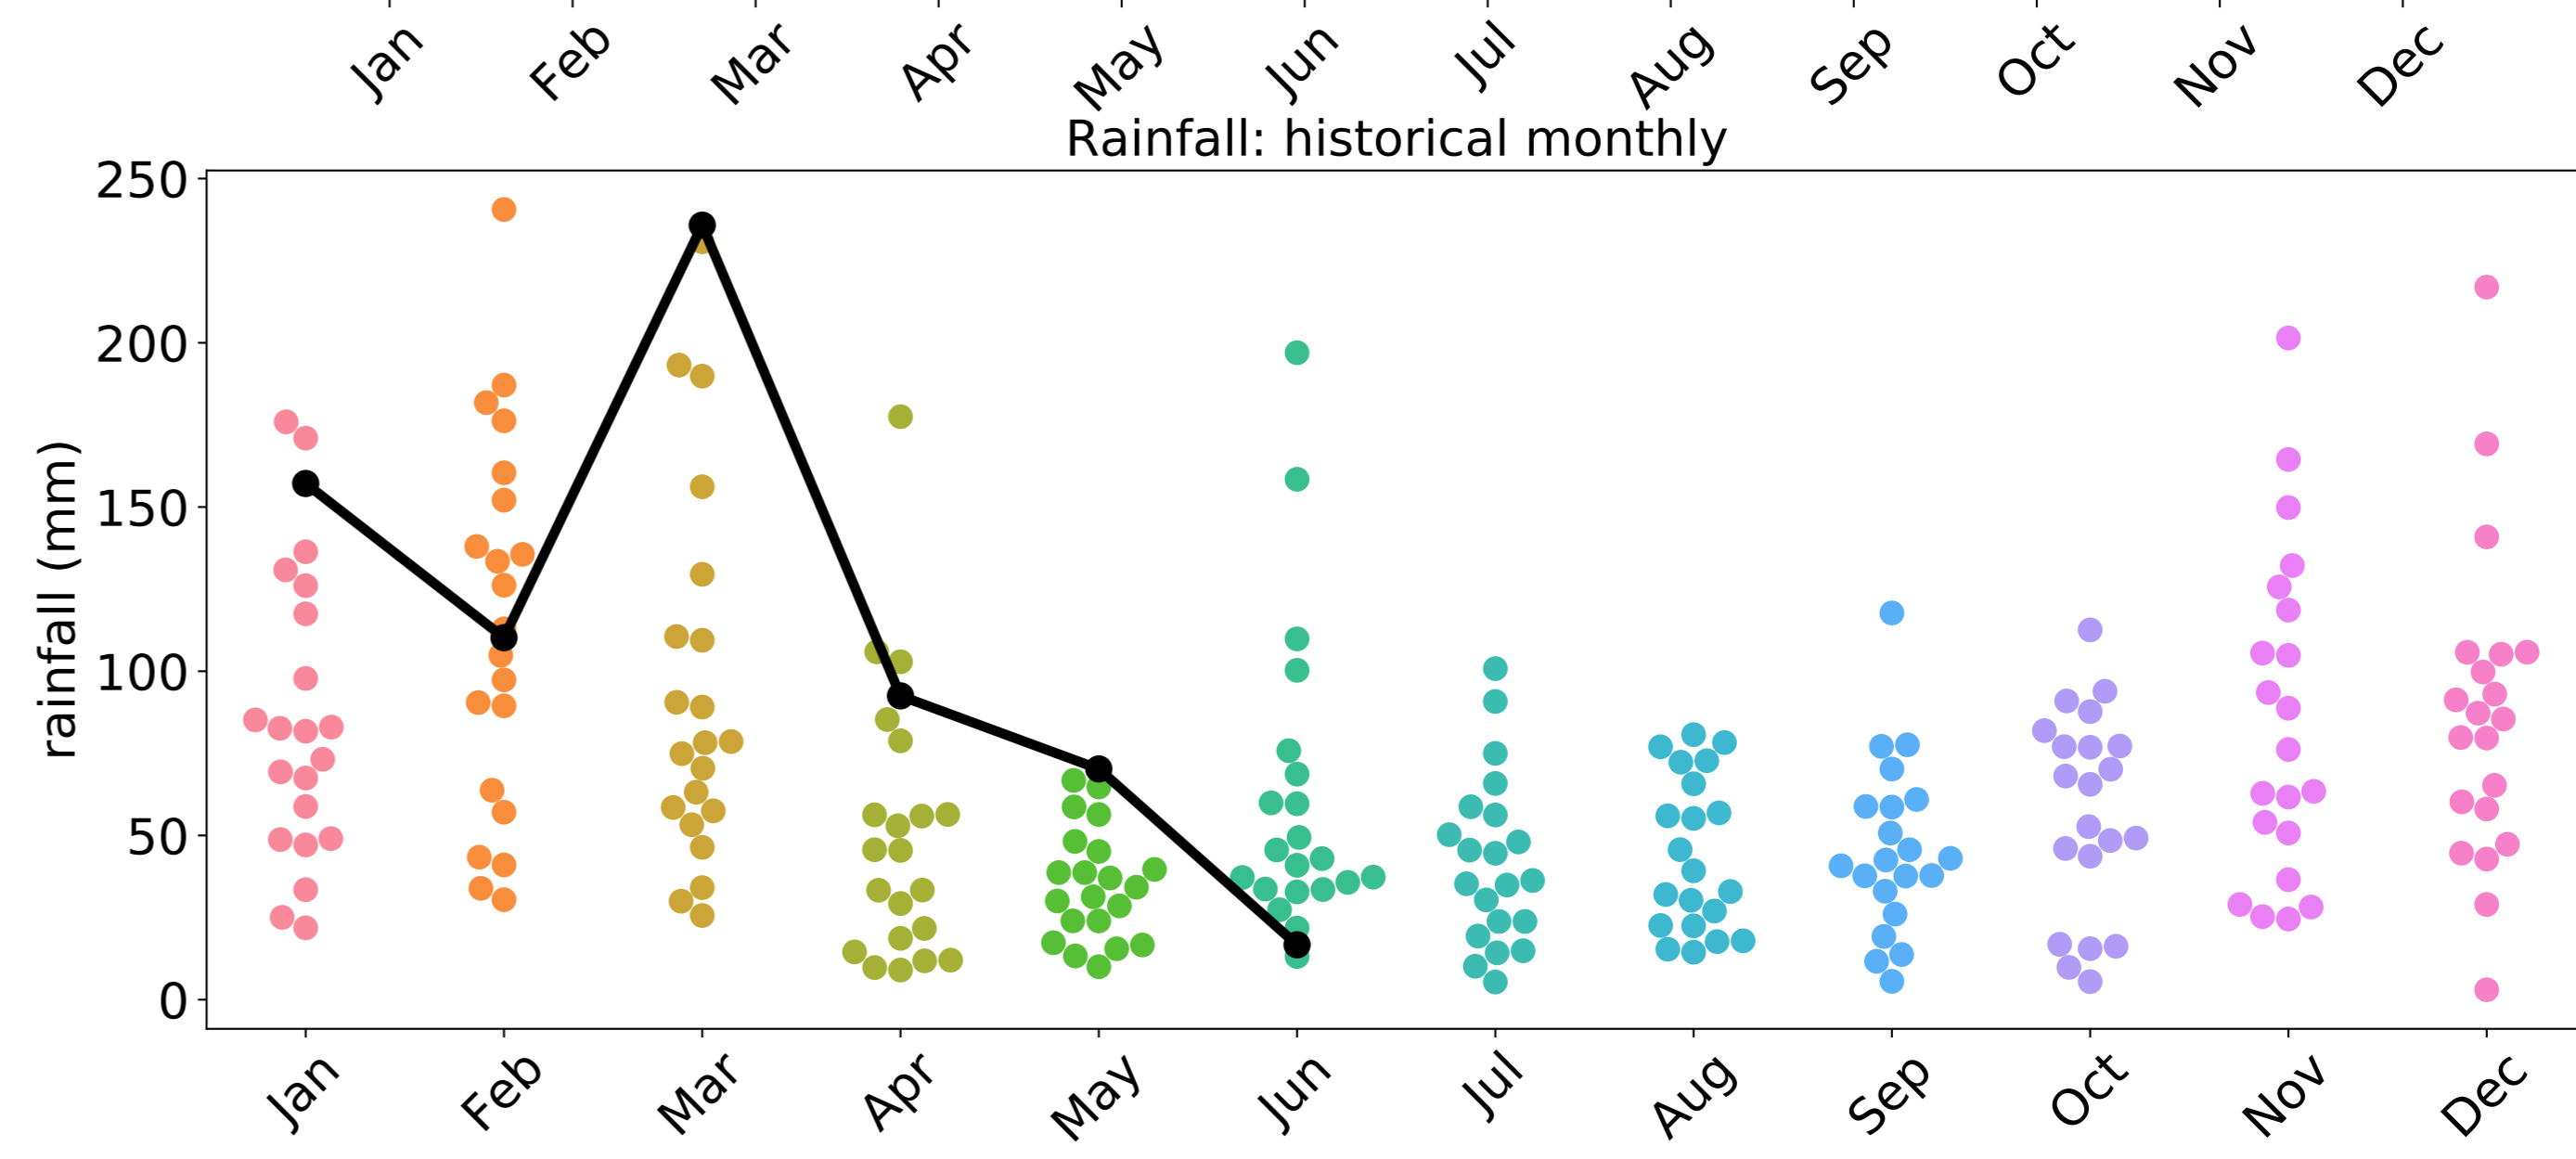 Jan Feb Mar Apr May Jun Jul Aug Sep Oct Nov Dec
Rainfall: historical monthly
250
200
150
100
50
0
rainfall (mm)
Jan Feb Mar Apr May Jun Jul Aug Sep Oct Nov Dec